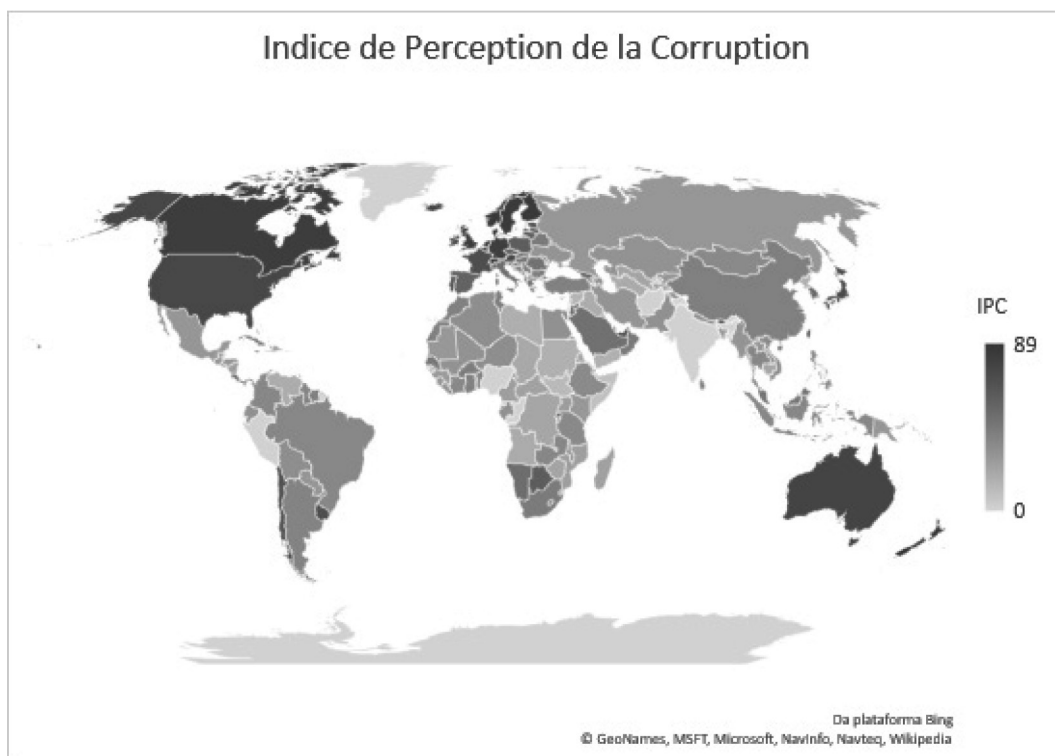 Indice de Perception de la Corruption
IPC
89
0
Da plataforma Bing
© GeoNames, MSFT, Microsoft, NavInfo, Navteq, Wikipedia